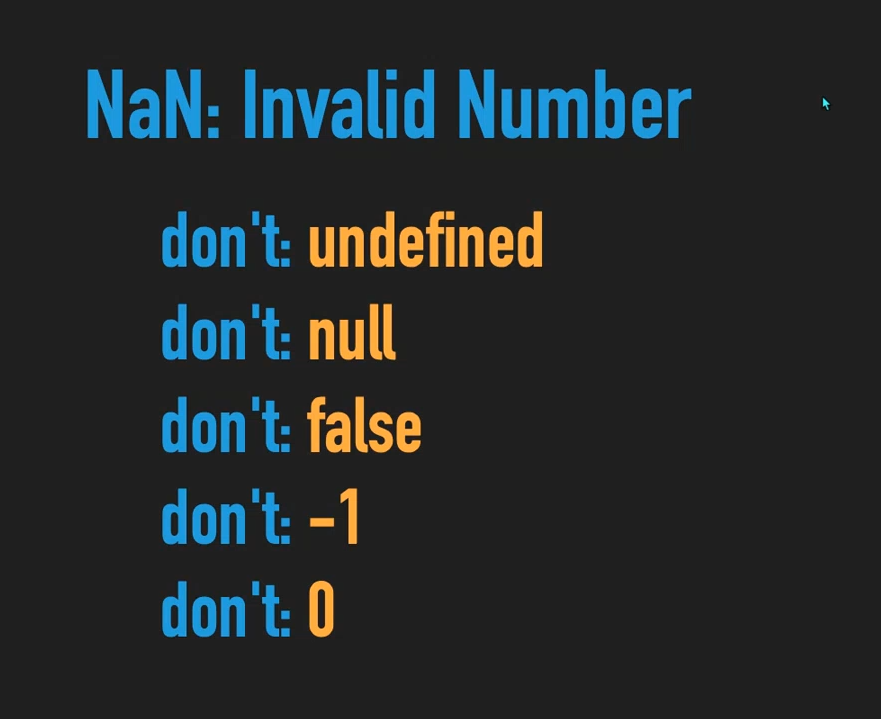 NaN: Invalid Number
don't: undefined
don't: null
don't: false
don't: -1
don't: 0